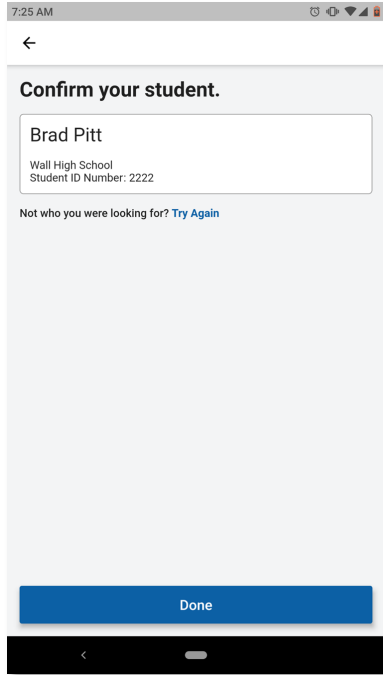 7:25 AM
Confirm your student.
Brad Pitt
Wall High School
Student ID Number: 2222
Not who you were looking for? Try Again
Done